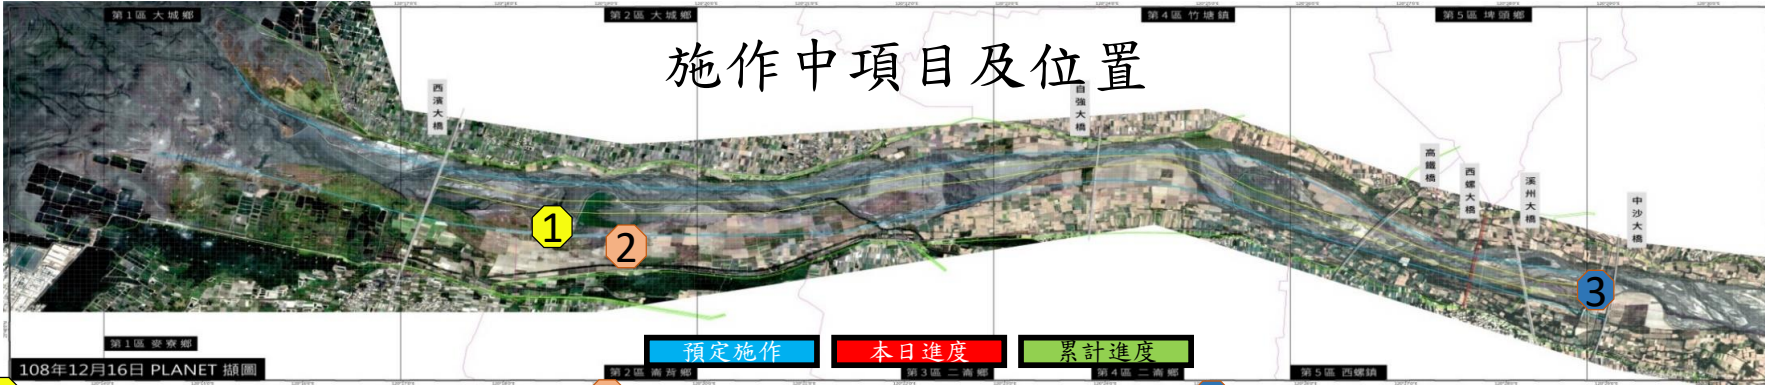 第1區 大城鄉
第2區 大城鄉
第4區 竹塘鎮
第5區 埤頭鄉
施作中項目及位置
西濱大橋
自強大橋
高鐵橋
西螺大橋
溪州大橋
中沙大橋
1
2
3
第1區 麥寮鄉
預定施作
本日進度
累計進度
108年12月16日 PLANET 擷圖
第2區 崙背鄉
第3區 二崙鄉
第4區 二崙鄉
第5區 西螺鎮